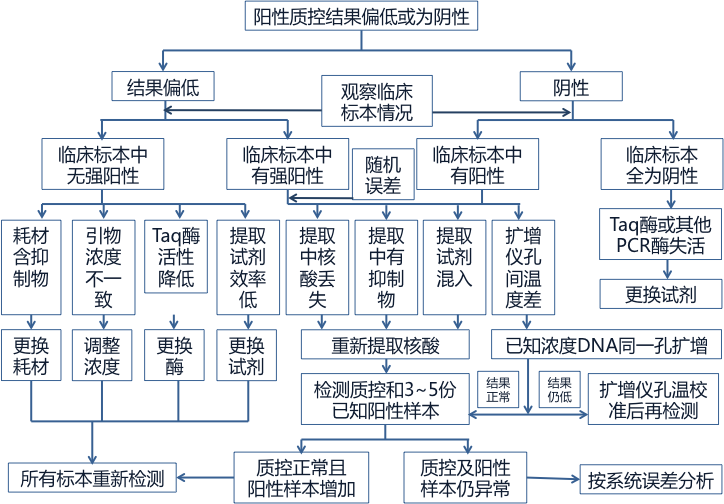 阳性质控结果偏低或为阴性
结果偏低
观察临床
标本情况
阴性
临床标本中
无强阳性
临床标本中
有强阳性
随机
误差
临床标本中
有阳性
临床标本
全为阴性
耗材
含抑
制物
引物
浓度
不一
致
Taq酶
活性
降低
提取
试剂
效率
低
提取
中核
酸丢
失
提取
中有
抑制
物
提取
试剂
混入
扩增
仪孔
间温
度差
Taq酶或其他
PCR酶失活
更换试剂
更换
耗材
调整
浓度
更换
酶
更换
试剂
重新提取核酸
已知浓度DNA同一孔扩增
检测质控和3~5份
已知阳性样本
结果
正常
结果
仍低
扩增仪孔温校
准后再检测
所有标本重新检测
质控正常且
阳性样本增加
质控及阳性
样本仍异常
按系统误差分析